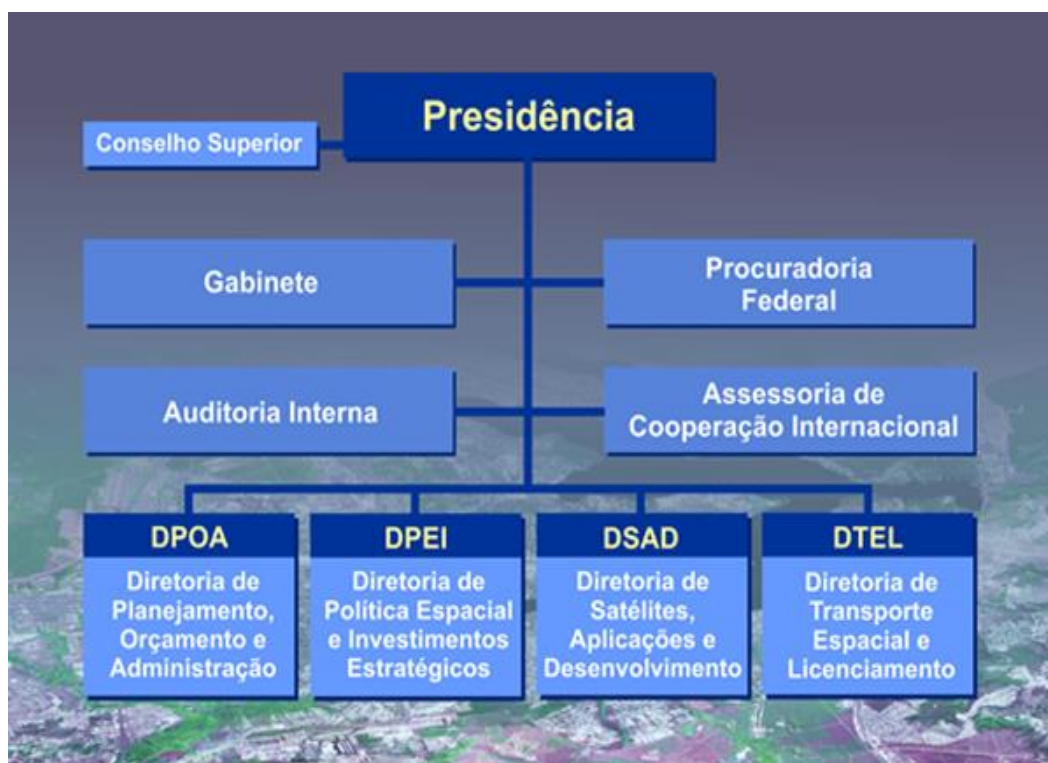 Presidência
Conselho Superior
Gabinete
Procuradoria
Federal
Auditoria Interna
Assessoria de
Cooperação Internacional
DPOA
Diretoria de
Planejamento,
Orçamento e
Administração
DPEI
Diretoria de
Política Espacial
e Investimentos
Estratégicos
DSAD
Diretoria de
Satélites,
Aplicações e
Desenvolvimento
DTEL
Diretoria de
Transporte
Espacial e
Licenciamento